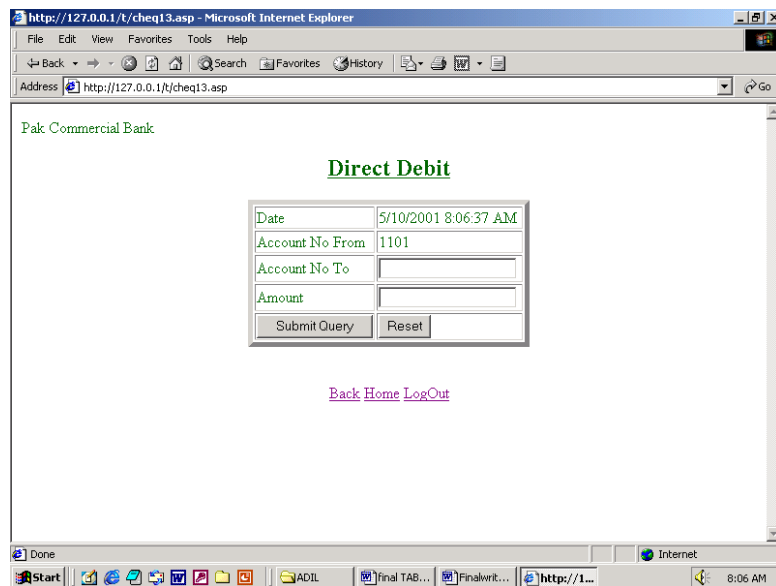 http://127.0.0.1/t/cheq13.asp - Microsoft Internet Explorer
File Edit View Favorites Tools Help
Back Search Favorites History
Address http://127.0.0.1/t/cheq13.asp Go
Pak Commercial Bank
Direct Debit
Date 5/10/2001 8:06:37 AM
Account No From 1101
Account No To
Amount
Submit Query Reset
Back Home LogOut
Done Internet
Start ADIL final TAB... Finalwrit... http://1... 8:06 AM